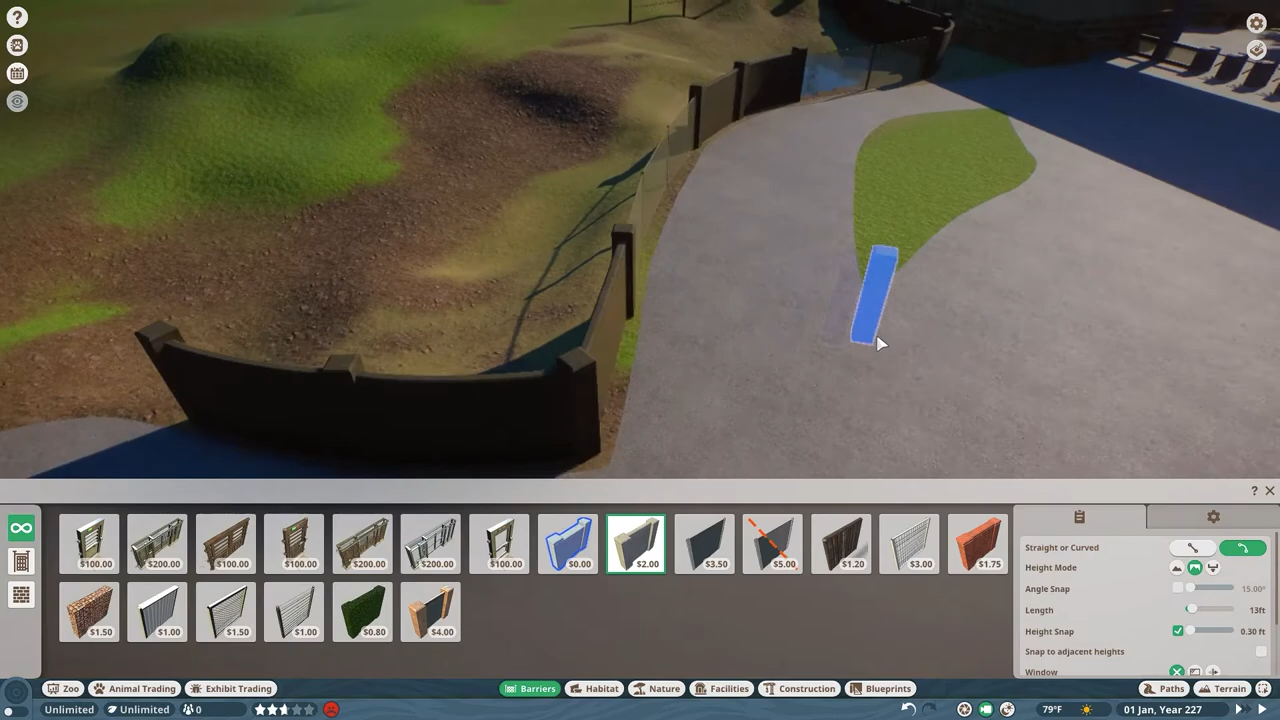 ?
? ×
$100.00 $200.00 $100.00 $100.00 $200.00 $200.00 $100.00 $0.00 $2.00 $3.50 $5.00 $1.20 $3.00 $1.75
$1.50 $1.00 $1.50 $1.00 $0.80 $4.00
Straight or Curved
Height Mode
Angle Snap 15.00°
Length 13ft
Height Snap 0.30 ft
Snap to adjacent heights
Window
Zoo Animal Trading Exhibit Trading Barriers Habitat Nature Facilities Construction Blueprints Paths Terrain
Unlimited Unlimited 0 79°F 01 Jan, Year 227